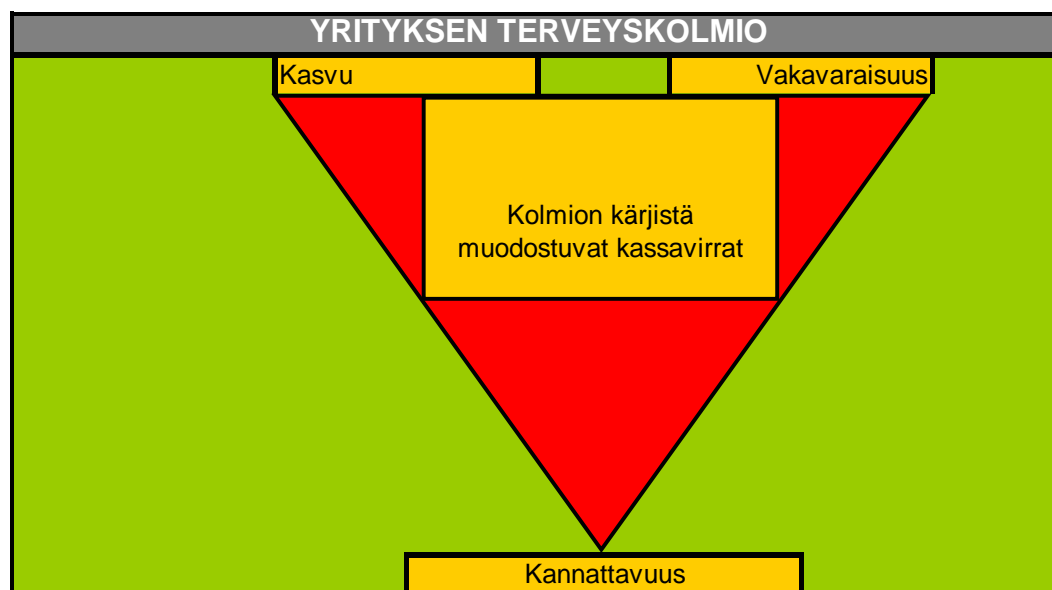 YRITYKSEN TERVEYSKOLMIO
Kasvu
Vakavaraisuus
Kolmion kärjistä
muodostuvat kassavirrat
Kannattavuus